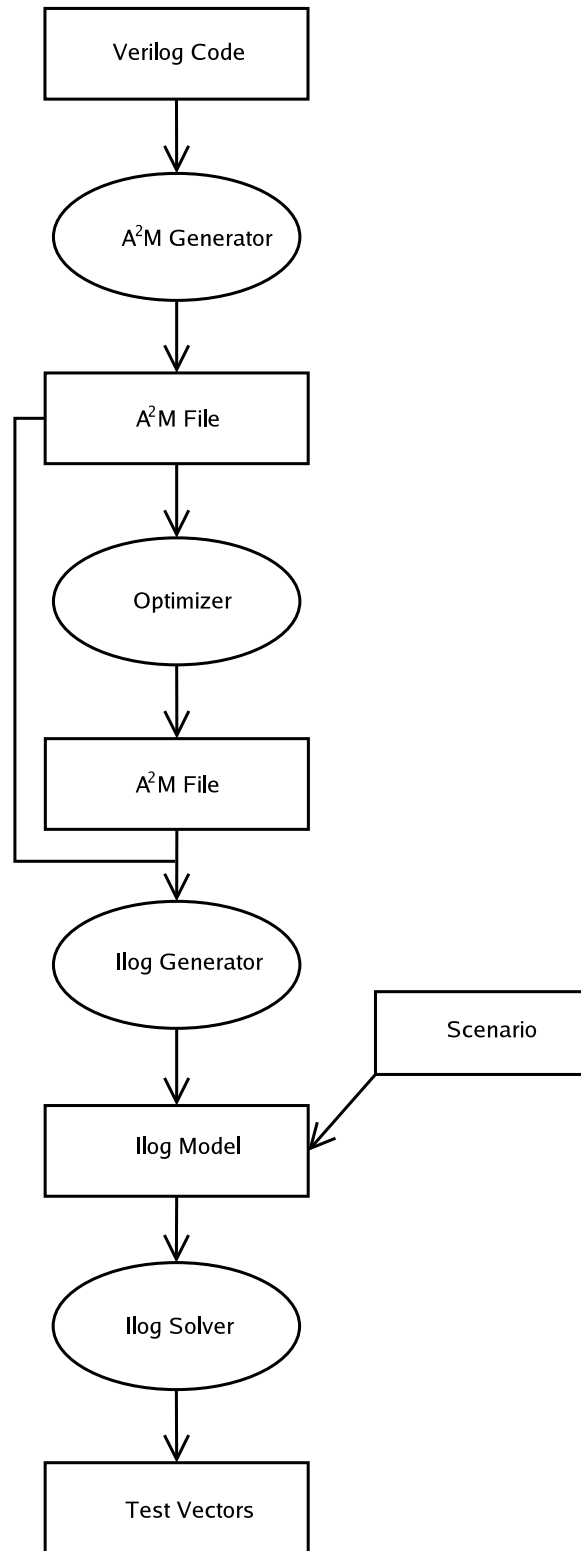 Verilog Code
A²M Generator
A²M File
Optimizer
A²M File
Ilog Generator
Scenario
Ilog Model
Ilog Solver
Test Vectors